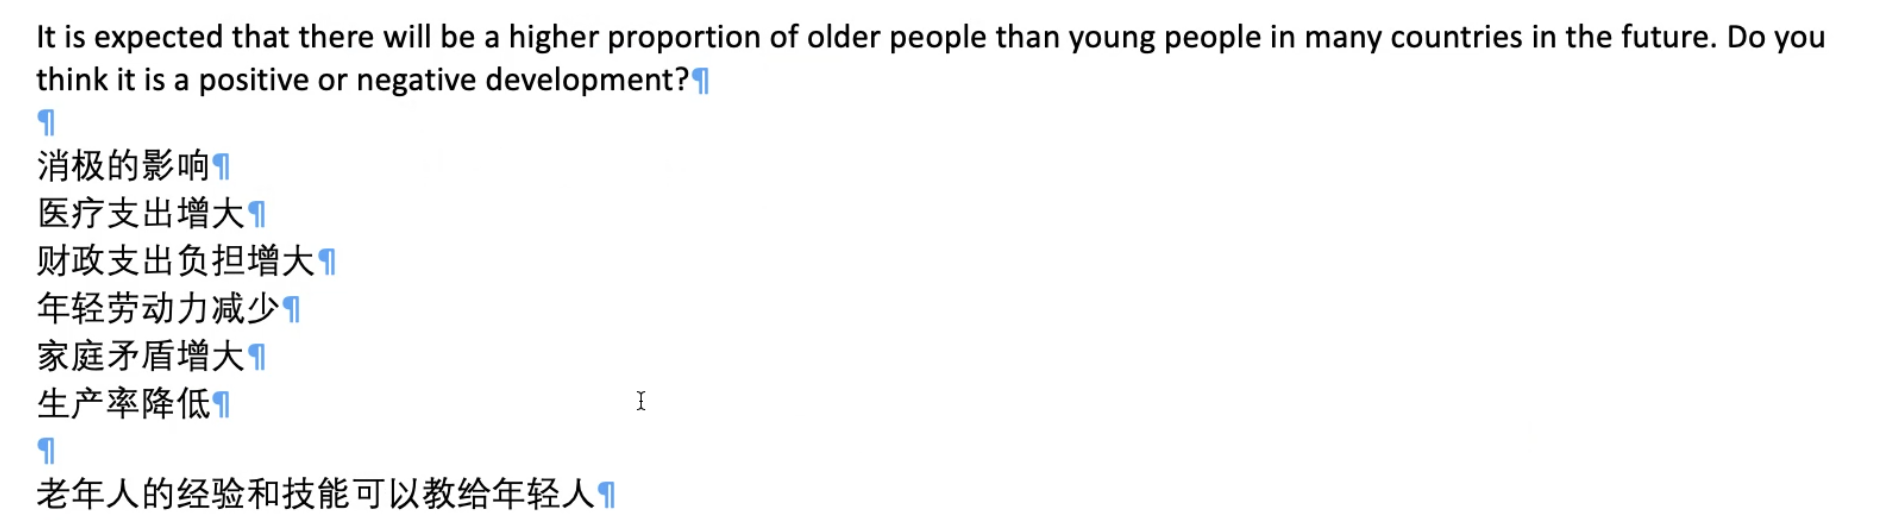 It is expected that there will be a higher proportion of older people than young people in many countries in the future. Do you
think it is a positive or negative development?¶
¶
消极的影响¶
医疗支出增大¶
财政支出负担增大¶
年轻劳动力减少¶
家庭矛盾增大¶
生产率降低¶
¶
老年人的经验和技能可以教给年轻人¶